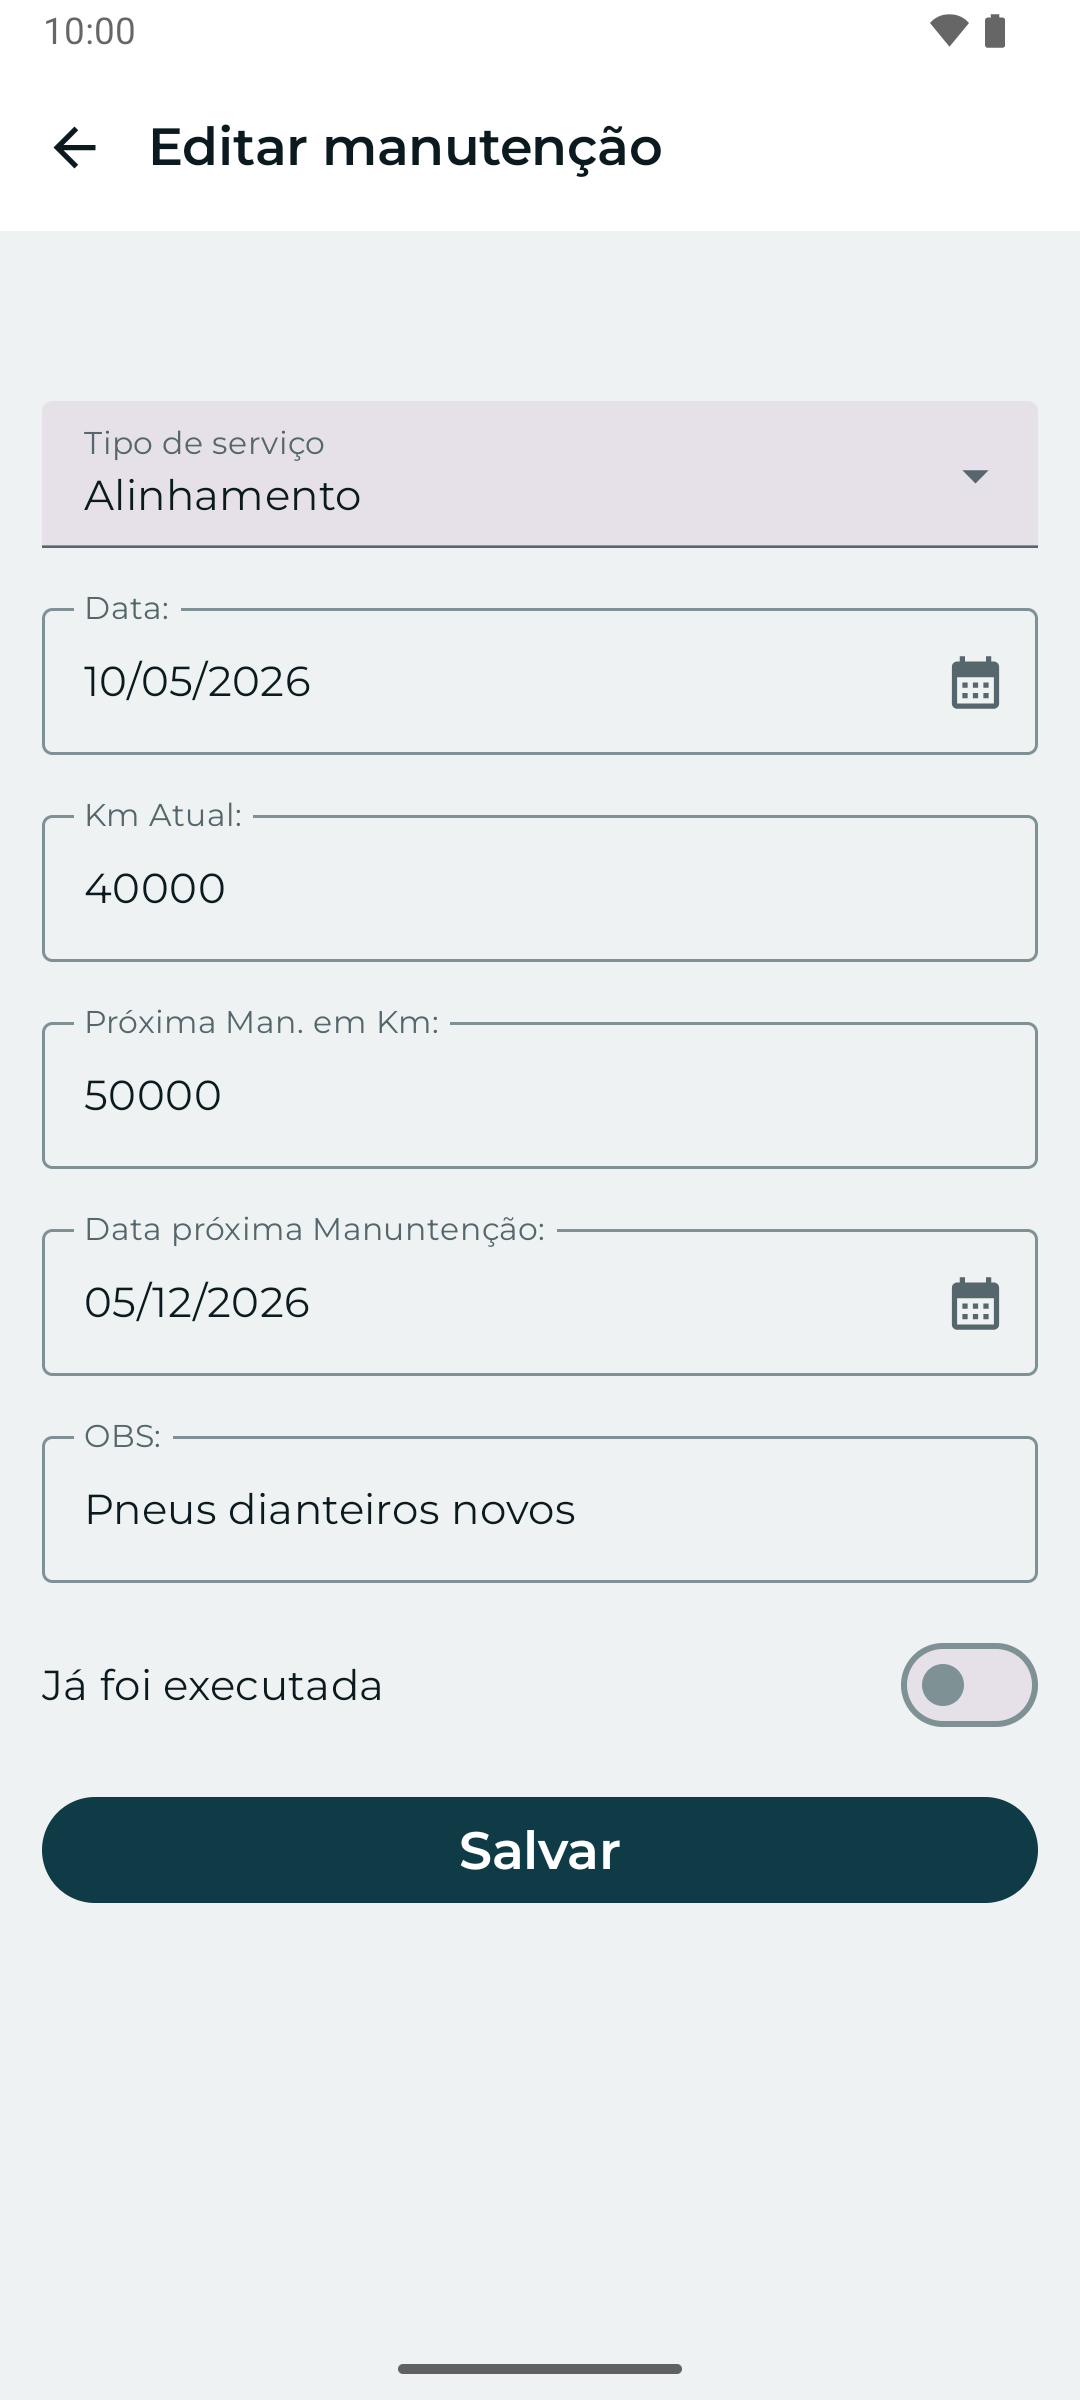 10:00
Editar manutenção
Tipo de serviço
Alinhamento
Data:
10/05/2026
Km Atual:
40000
Próxima Man. em Km:
50000
Data próxima Manuntenção:
05/12/2026
OBS:
Pneus dianteiros novos
Já foi executada
Salvar